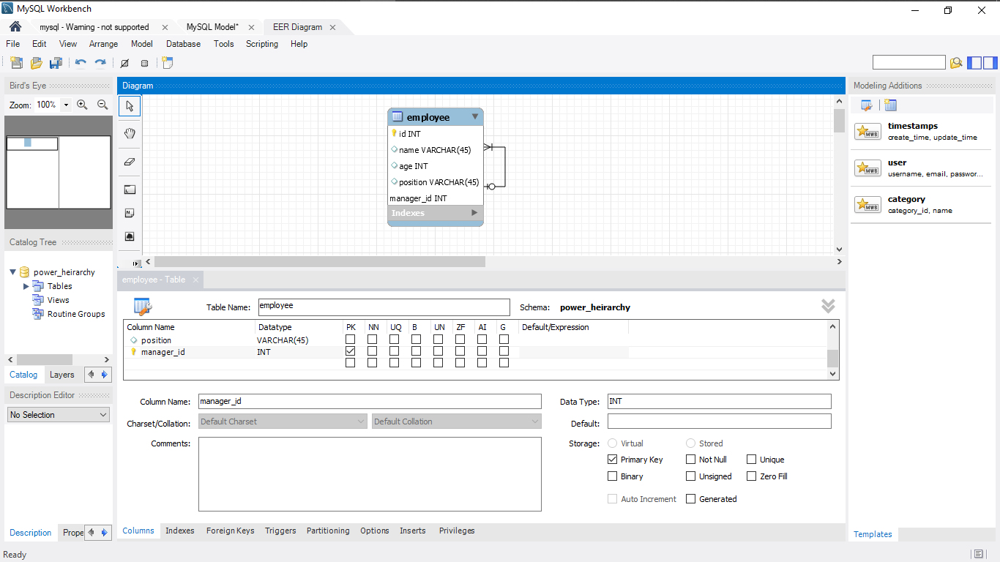 MySQL Workbench
mysql - Warning - not supported
MySQL Model*
EER Diagram
File Edit View Arrange Model Database Tools Scripting Help
Bird's Eye
Zoom: 100%
Catalog Tree
power_heirarchy
Tables
Views
Routine Groups
Catalog Layers
Description Editor
No Selection
Description Prope
Diagram
employee
id INT
name VARCHAR(45)
age INT
position VARCHAR(45)
manager_id INT
Indexes
employee - Table
Table Name: employee Schema: power_heirarchy
Column Name Datatype PK NN UQ B UN ZF AI G Default/Expression
position VARCHAR(45)
manager_id INT
Column Name: manager_id Data Type: INT
Charset/Collation: Default Charset Default Collation Default:
Comments: Storage: Virtual Stored
Primary Key Not Null Unique
Binary Unsigned Zero Fill
Auto Increment Generated
Columns Indexes Foreign Keys Triggers Partitioning Options Inserts Privileges
Modeling Additions
MWB
timestamps
create_time, update_time
MWB
user
username, email, passwor...
MWB
category
category_id, name
Templates
Ready